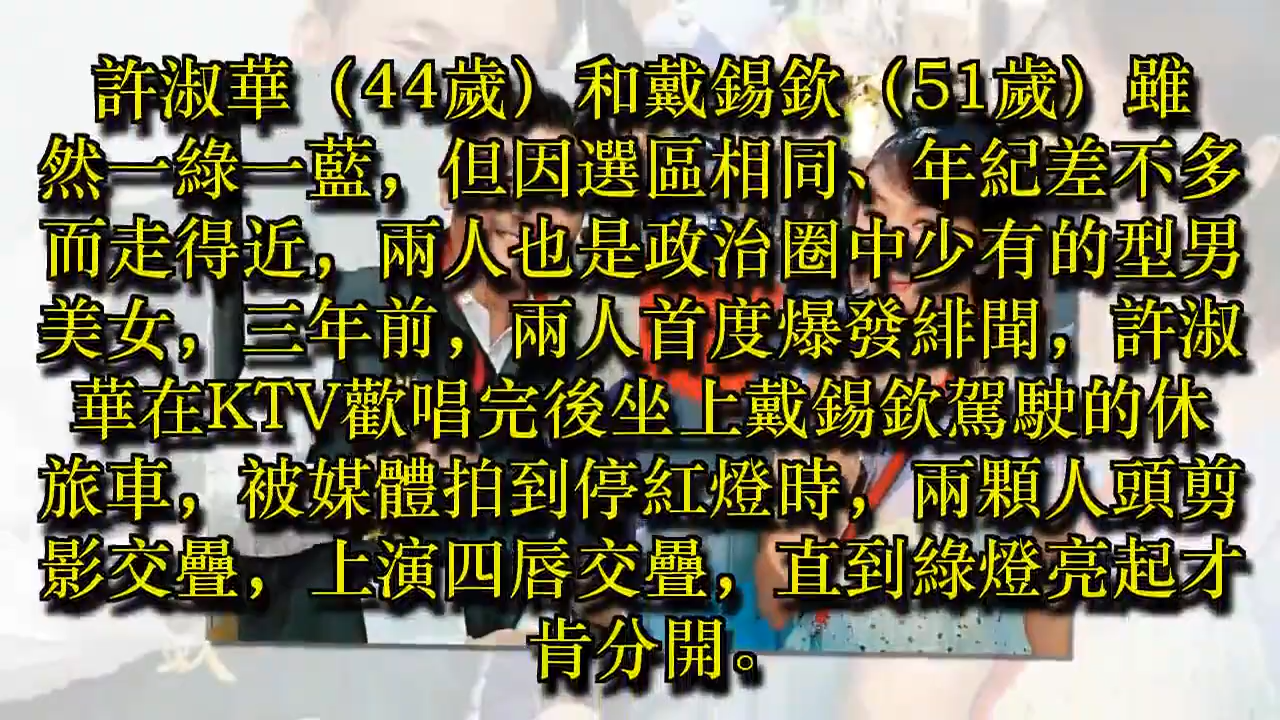 許淑華（44歲）和戴錫欽（51歲）雖
然一綠一藍，但因選區相同、年紀差不多
而走得近，兩人也是政治圈中少有的型男
美女，三年前，兩人首度爆發緋聞，許淑
華在KTV歡唱完後坐上戴錫欽駕駛的休
旅車，被媒體拍到停紅燈時，兩顆人頭剪
影交疊，上演四唇交疊，直到綠燈亮起才
肯分開。